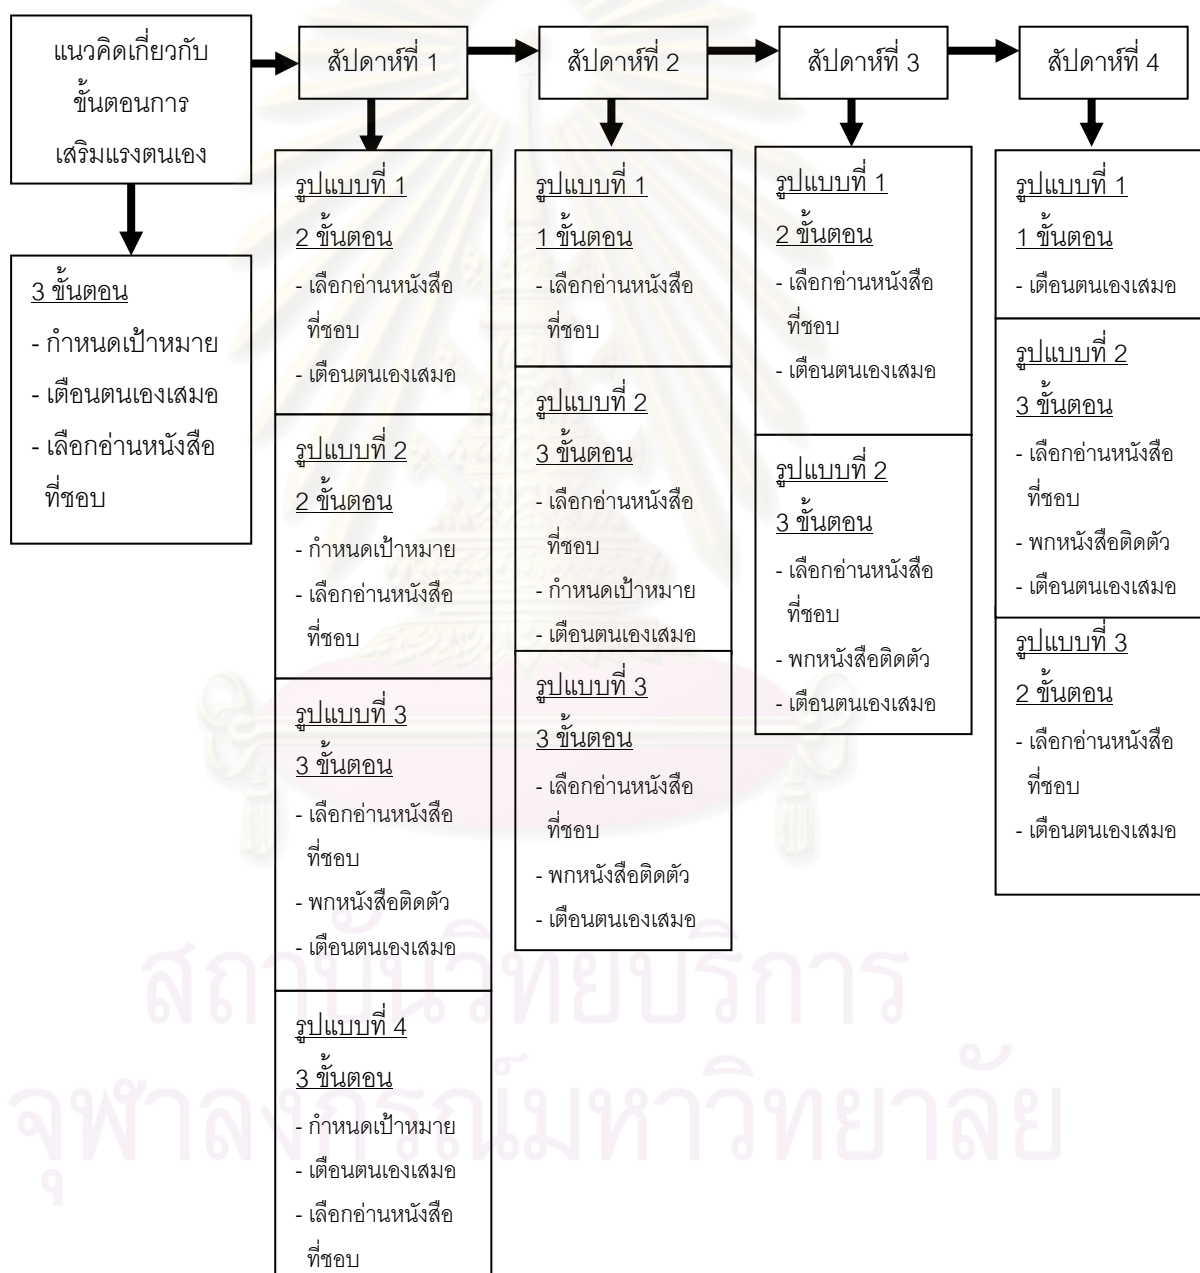 แนวคิดเกี่ยวกับ
ขั้นตอนการ
เสริมแรงตนเอง
3 ขั้นตอน
- กำหนดเป้าหมาย
- เตือนตนเองเสมอ
- เลือกอ่านหนังสือ
ที่ชอบ
สัปดาห์ที่ 1
รูปแบบที่ 1
2 ขั้นตอน
- เลือกอ่านหนังสือ
ที่ชอบ
- เตือนตนเองเสมอ
รูปแบบที่ 2
2 ขั้นตอน
- กำหนดเป้าหมาย
- เลือกอ่านหนังสือ
ที่ชอบ
รูปแบบที่ 3
3 ขั้นตอน
- เลือกอ่านหนังสือ
ที่ชอบ
- พกหนังสือติดตัว
- เตือนตนเองเสมอ
รูปแบบที่ 4
3 ขั้นตอน
- กำหนดเป้าหมาย
- เตือนตนเองเสมอ
- เลือกอ่านหนังสือ
ที่ชอบ
สัปดาห์ที่ 2
รูปแบบที่ 1
1 ขั้นตอน
- เลือกอ่านหนังสือ
ที่ชอบ
รูปแบบที่ 2
3 ขั้นตอน
- เลือกอ่านหนังสือ
ที่ชอบ
- กำหนดเป้าหมาย
- เตือนตนเองเสมอ
รูปแบบที่ 3
3 ขั้นตอน
- เลือกอ่านหนังสือ
ที่ชอบ
- พกหนังสือติดตัว
- เตือนตนเองเสมอ
สัปดาห์ที่ 3
รูปแบบที่ 1
2 ขั้นตอน
- เลือกอ่านหนังสือ
ที่ชอบ
- เตือนตนเองเสมอ
รูปแบบที่ 2
3 ขั้นตอน
- เลือกอ่านหนังสือ
ที่ชอบ
- พกหนังสือติดตัว
- เตือนตนเองเสมอ
สัปดาห์ที่ 4
รูปแบบที่ 1
1 ขั้นตอน
- เตือนตนเองเสมอ
รูปแบบที่ 2
3 ขั้นตอน
- เลือกอ่านหนังสือ
ที่ชอบ
- พกหนังสือติดตัว
- เตือนตนเองเสมอ
รูปแบบที่ 3
2 ขั้นตอน
- เลือกอ่านหนังสือ
ที่ชอบ
- เตือนตนเองเสมอ
สถาบันวิทยบริการ
จุฬาลงกรณ์มหาวิทยาลัย